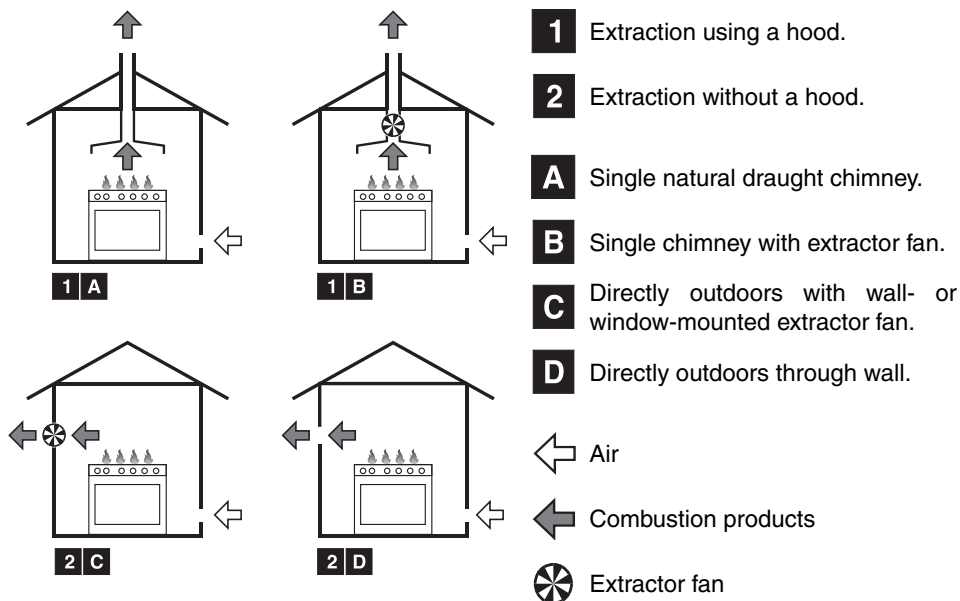 1 A
1 B
2 C
2 D
1 Extraction using a hood.
2 Extraction without a hood.
A Single natural draught chimney.
B Single chimney with extractor fan.
C Directly outdoors with wall- or
window-mounted extractor fan.
D Directly outdoors through wall.
Air
Combustion products
Extractor fan